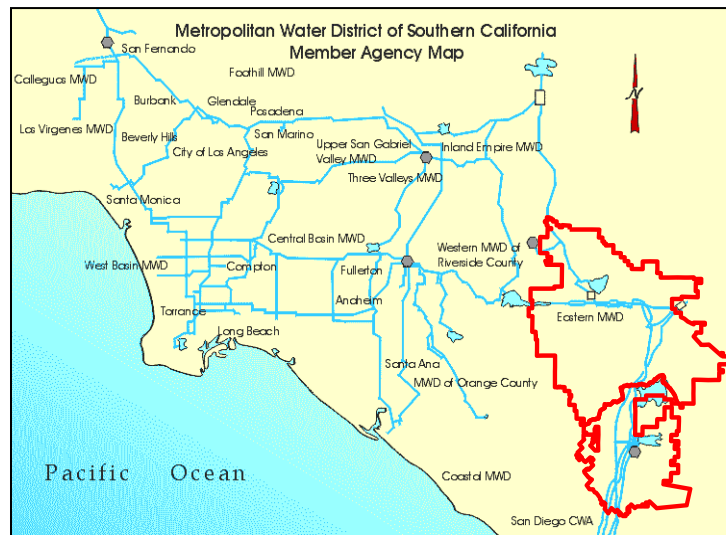 Metropolitan Water District of Southern California
Member Agency Map
San Fernando
Foothill MWD
Calleguas MWD
Burbank
Glendale
Pasadena
N
Las Virgenes MWD
Beverly Hills
San Marino
City of Los Angeles
Upper San Gabriel
Valley MWD
Inland Empire MWD
Three Valleys MWD
Santa Monica
Central Basin MWD
Western MWD of
Riverside County
West Basin MWD
Compton
Fullerton
Anaheim
Torrance
Eastern MWD
Long Beach
Santa Ana
MWD of Orange County
Pacific Ocean
Coastal MWD
San Diego CWA